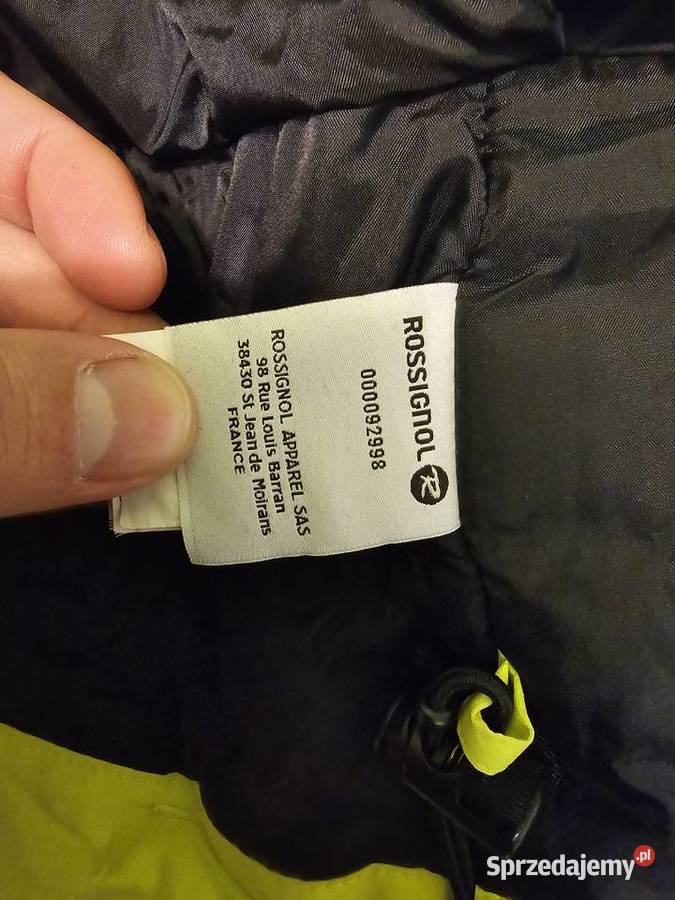 ROSSIGNOL R
000092998
ROSSIGNOL APPAREL SAS
98 Rue Louis Barran
38430 St Jean de Moirans
FRANCE
Sprzedajemy.pl